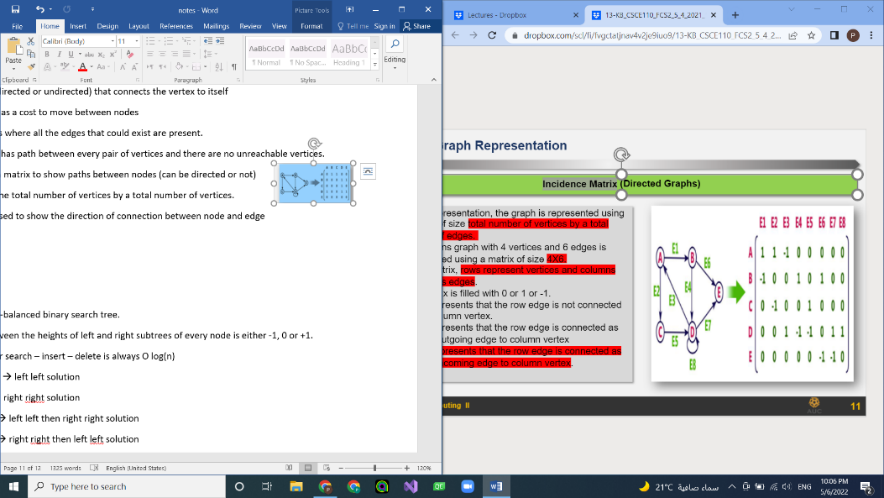 notes - Word
Picture Tools
File
Home
Insert
Design
Layout
References
Mailings
Review
View
Format
Tell me
Sign in
Share
Calibri (Body)
11
Paste
Clipboard
Font
Paragraph
Styles
Editing
AaBbCcDd
AaBbCcDd
AaBbCc
¶ Normal
¶ No Spac...
Heading 1
directed or undirected) that connects the vertex to itself
as a cost to move between nodes
s where all the edges that could exist are present.
has path between every pair of vertices and there are no unreachable vertices.
matrix to show paths between nodes (can be directed or not)
he total number of vertices by a total number of vertices.
sed to show the direction of connection between node and edge
-balanced binary search tree.
ween the heights of left and right subtrees of every node is either -1, 0 or +1.
r search – insert – delete is always O log(n)
→ left left solution
right right solution
→ left left then right right solution
→ right right then left left solution
Page 11 of 12
1325 words
English (United States)
130%
Lectures - Dropbox
13-KB_CSCE110_FCS2_5_4_2021_
dropbox.com/scl/fi/fvgctatjnav4v2je9luo9/13-KB_CSCE110_FCS2_5_4_2...
P
raph Representation
Incidence Matrix (Directed Graphs)
resentation, the graph is represented using
f size total number of vertices by a total
f edges.
ns graph with 4 vertices and 6 edges is
ed using a matrix of size 4X6.
trix, rows represent vertices and columns
s edges.
x is filled with 0 or 1 or -1.
resents that the row edge is not connected
umn vertex.
resents that the row edge is connected as
utgoing edge to column vertex
presents that the row edge is connected as
coming edge to column vertex.
A
B
C
D
E
E1
E2
E3
E4
E5
E6
E7
E8
E1 E2 E3 E4 E5 E6 E7 E8
A 1 1 -1 0 0 0 0 0
B -1 0 0 1 0 1 0 0
C 0 -1 0 0 1 0 0 0
D 0 0 1 -1 -1 0 1 1
E 0 0 0 0 0 -1 -1 0
uting II
11
Type here to search
21°C سماء صافية
ENG
10:06 PM
5/6/2022